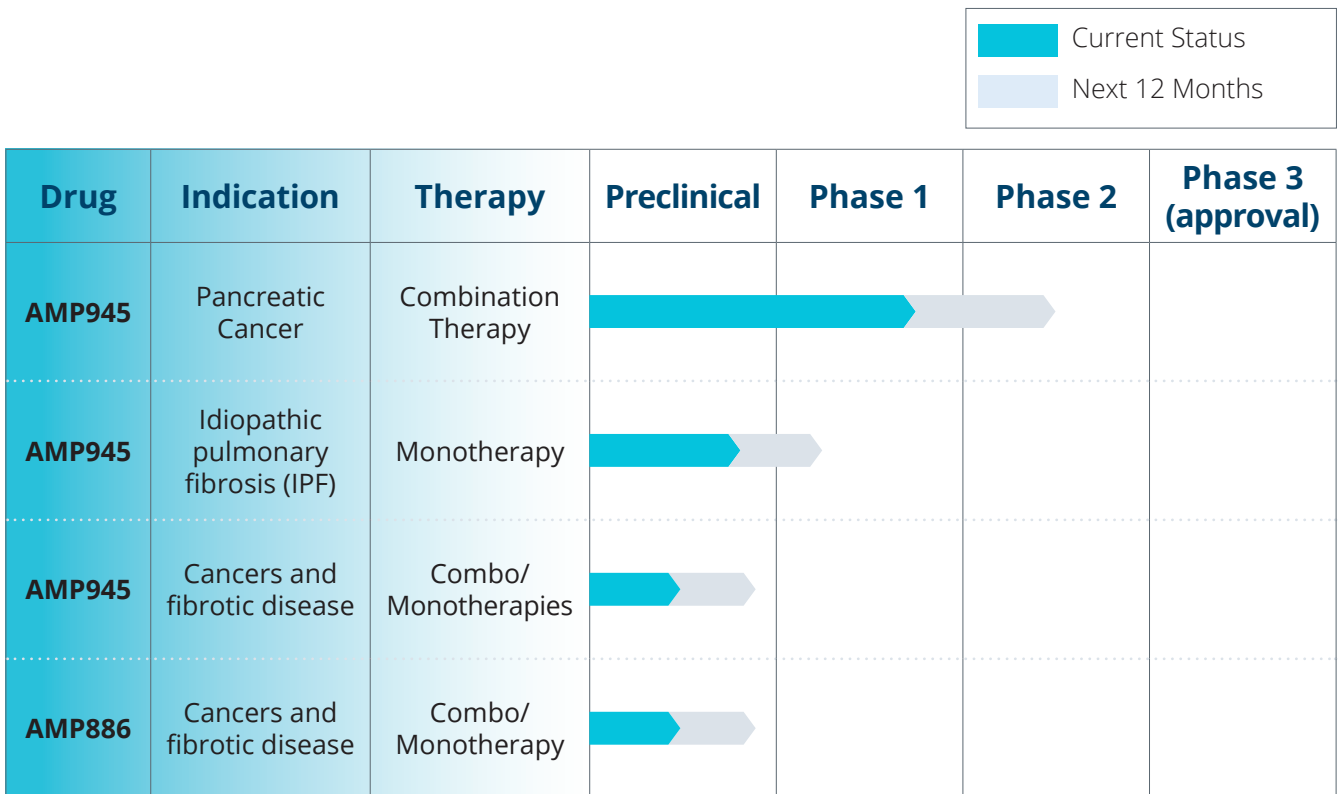 Current Status
Next 12 Months
Drug Indication Therapy Preclinical Phase 1 Phase 2 Phase 3
(approval)
AMP945
Pancreatic
Cancer
Combination
Therapy
AMP945
Idiopathic
pulmonary
fibrosis (IPF)
Monotherapy
AMP945
Cancers and
fibrotic disease
Combo/
Monotherapies
AMP886
Cancers and
fibrotic disease
Combo/
Monotherapy